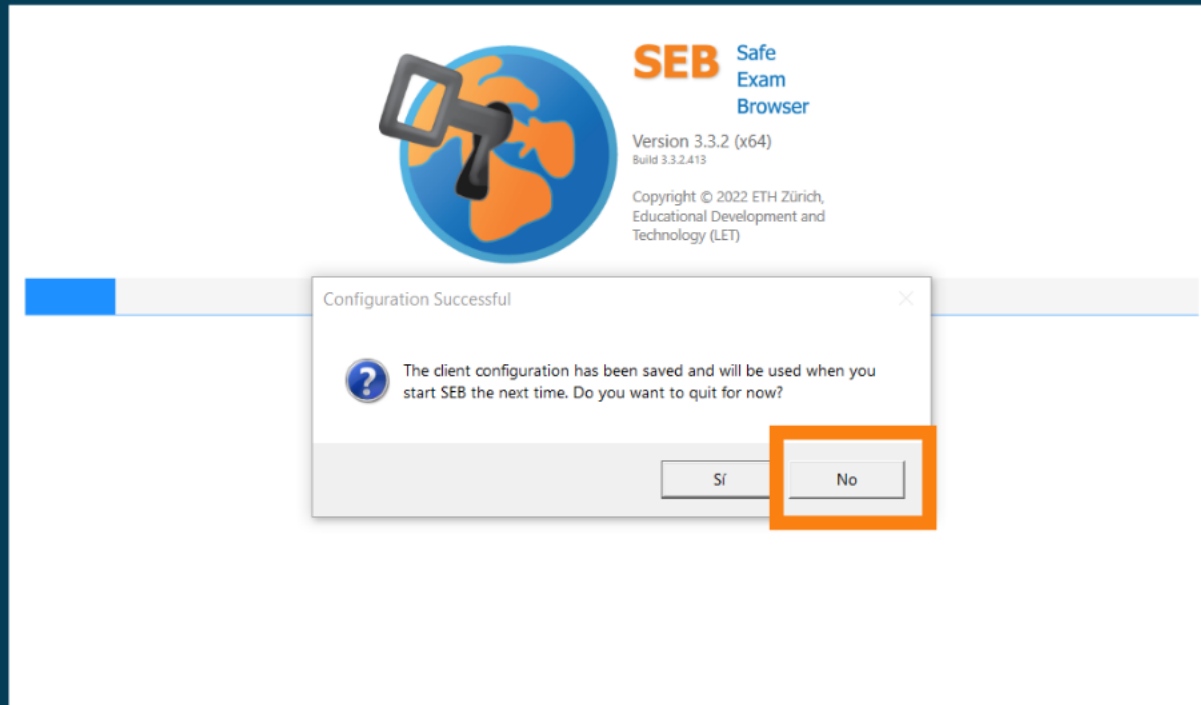 SEB Safe
Exam
Browser
Version 3.3.2 (x64)
Build 3.3.2.413
Copyright © 2022 ETH Zürich,
Educational Development and
Technology (LET)
Configuration Successful
The client configuration has been saved and will be used when you
start SEB the next time. Do you want to quit for now?
Sí No